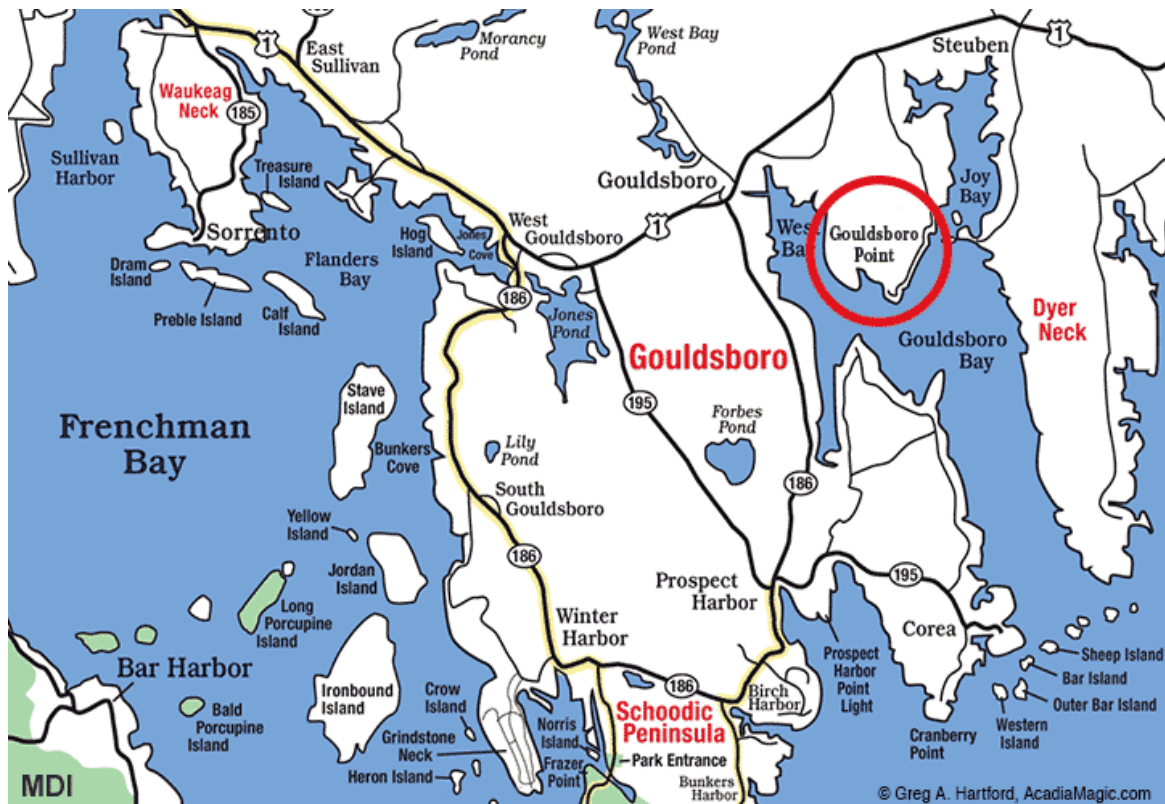 1
East
Sullivan
Morancy
Pond
West Bay
Pond
Steuben
1
Waukeag
Neck
185
Sullivan
Harbor
Treasure
Island
Gouldsboro
Joy
Bay
Sorrento
Hog
Island
Jones
Cove
West
Gouldsboro
1
West
Bay
Gouldsboro
Point
Dram
Island
Flanders
Bay
Preble Island
Calf
Island
186
Jones
Pond
Gouldsboro
Gouldsboro
Bay
Dyer
Neck
Stave
Island
195
Forbes
Pond
Frenchman
Bay
Bunkers
Cove
Lily
Pond
186
South
Gouldsboro
Yellow
Island
Jordan
Island
186
Prospect
Harbor
195
Long
Porcupine
Island
Winter
Harbor
Corea
Bar Harbor
Prospect
Harbor
Point
Light
Sheep Island
Bar Island
Outer Bar Island
Western
Island
Cranberry
Point
Ironbound
Island
Crow
Island
186
Birch
Harbor
Bald
Porcupine
Island
Grindstone
Neck
Norris
Island
Schoodic
Peninsula
Heron Island
Frazer
Point
Park Entrance
Bunkers
Harbor
MDI
© Greg A. Hartford, AcadiaMagic.com